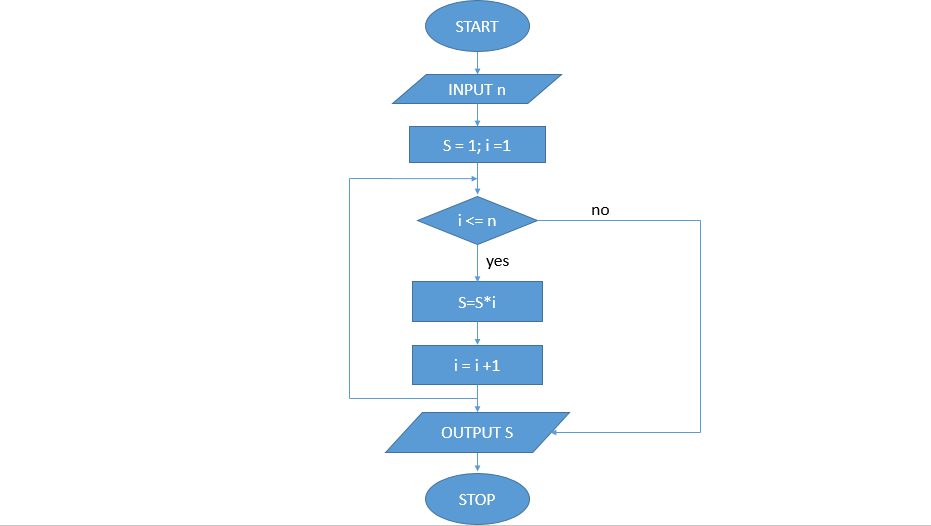 START
INPUT n
S = 1; i =1
i <= n
no
yes
S=S*i
i = i +1
OUTPUT S
STOP